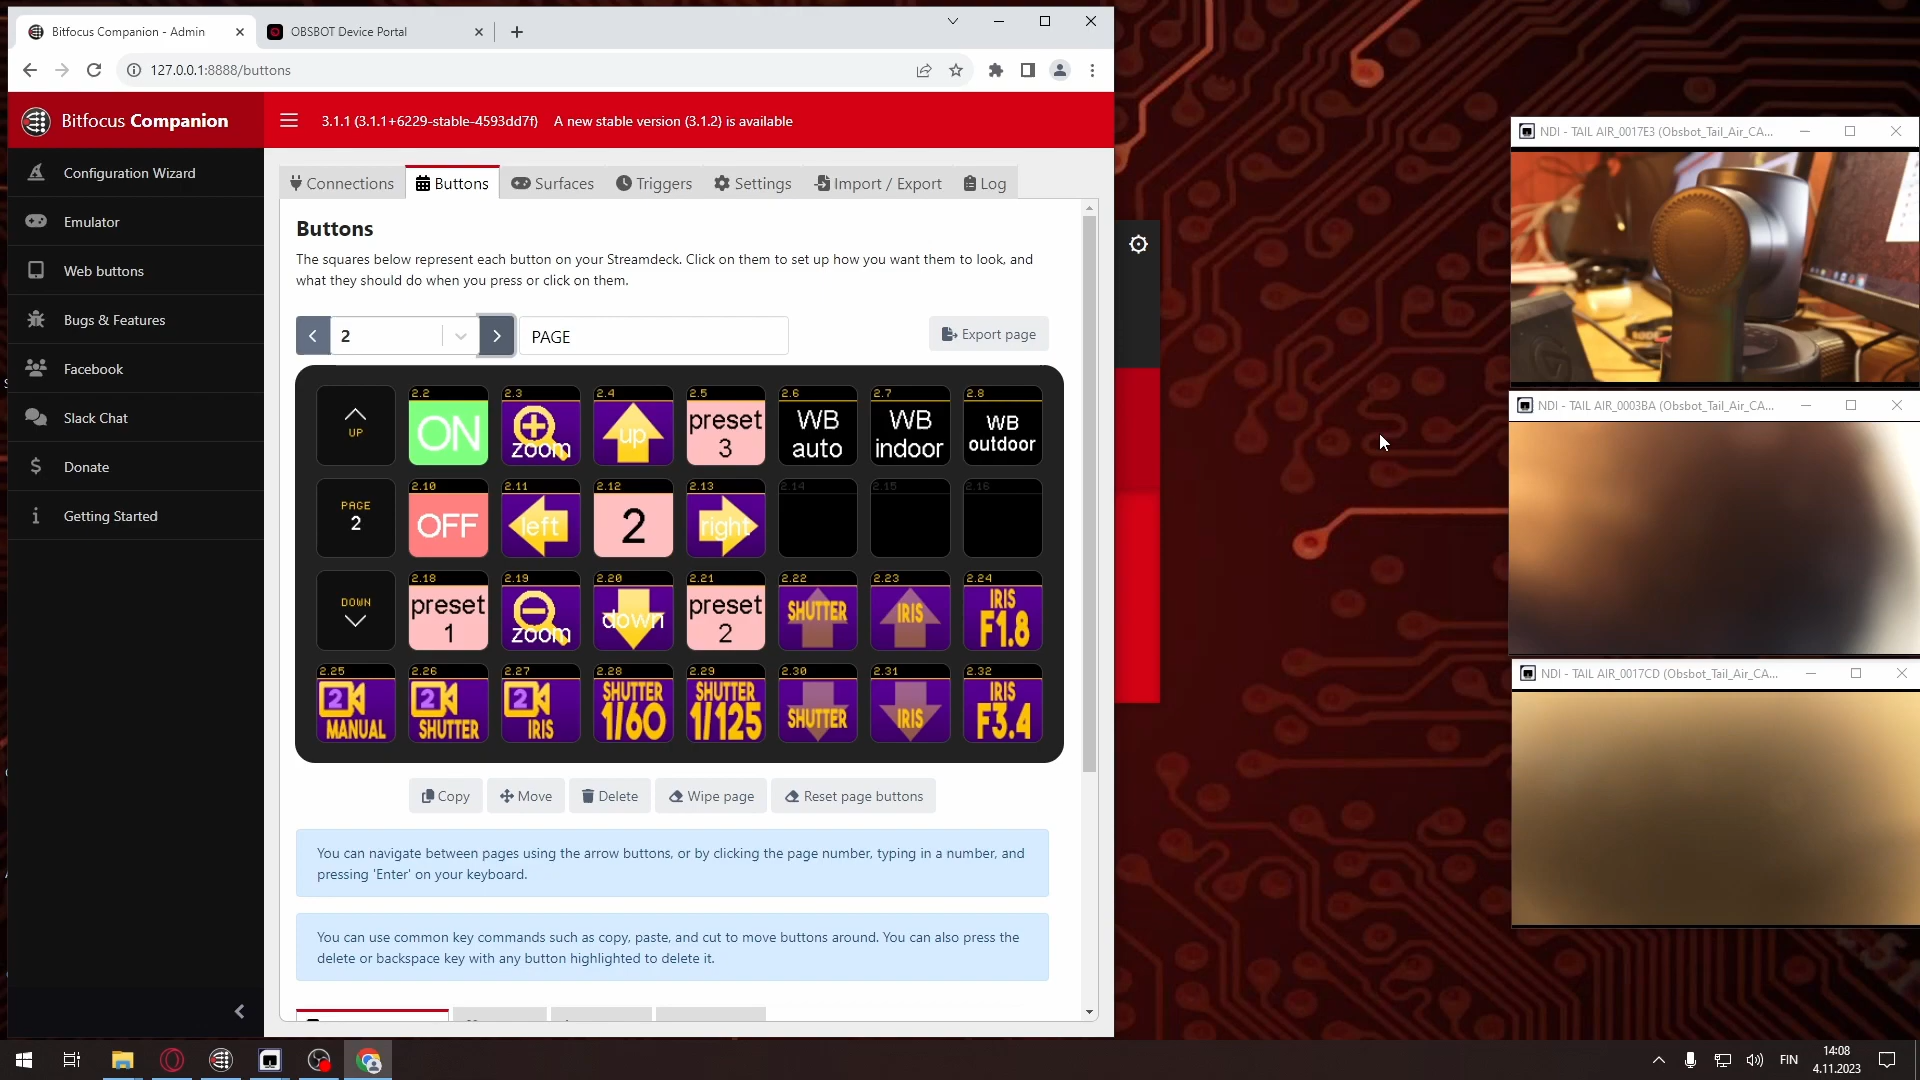 Bitfocus Companion - Admin
OBSBOT Device Portal
127.0.0.1:8888/buttons
Bitfocus Companion
3.1.1 (3.1.1+6229-stable-4593dd7f)
A new stable version (3.1.2) is available
Configuration Wizard
Emulator
Web buttons
Bugs & Features
Facebook
Slack Chat
Donate
Getting Started
Connections
Buttons
Surfaces
Triggers
Settings
Import / Export
Log
Buttons
The squares below represent each button on your Streamdeck. Click on them to set up how you want them to look, and
what they should do when you press or click on them.
2
PAGE
Export page
UP
2.2
ON
2.3
zoom
2.4
up
2.5
preset
3
2.6
WB
auto
2.7
WB
indoor
2.8
WB
outdoor
PAGE
2
2.10
OFF
2.11
left
2.12
2
2.13
right
2.14
2.15
2.16
DOWN
2.18
preset
1
2.19
zoom
2.20
down
2.21
preset
2
2.22
SHUTTER
2.23
IRIS
2.24
IRIS
F1.8
2.25
2
MANUAL
2.26
2
SHUTTER
2.27
2
IRIS
2.28
SHUTTER
1/60
2.29
SHUTTER
1/125
2.30
SHUTTER
2.31
IRIS
2.32
IRIS
F3.4
Copy
Move
Delete
Wipe page
Reset page buttons
You can navigate between pages using the arrow buttons, or by clicking the page number, typing in a number, and
pressing 'Enter' on your keyboard.
You can use common key commands such as copy, paste, and cut to move buttons around. You can also press the
delete or backspace key with any button highlighted to delete it.
NDI - TAIL AIR_0017E3 (Obsbot_Tail_Air_CA...
NDI - TAIL AIR_0003BA (Obsbot_Tail_Air_CA...
NDI - TAIL AIR_0017CD (Obsbot_Tail_Air_CA...
FIN
14:08
4.11.2023